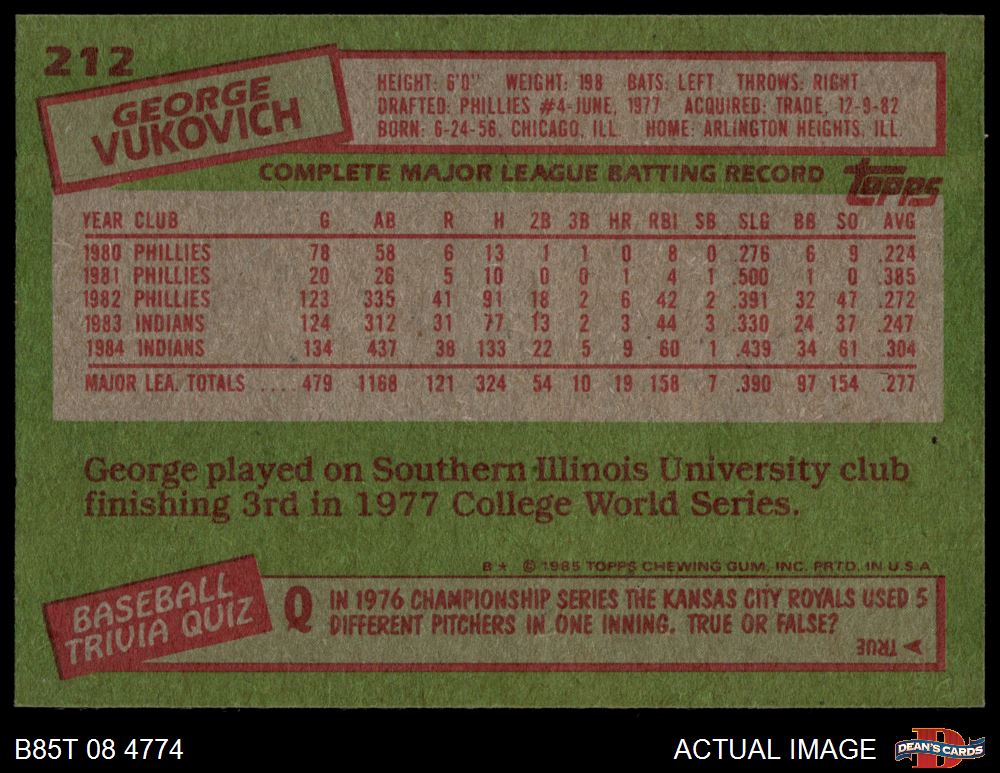 212
GEORGE
VUKOVICH
HEIGHT: 6'0" WEIGHT: 198 BATS: LEFT THROWS: RIGHT
DRAFTED: PHILLIES #4-JUNE, 1977 ACQUIRED: TRADE, 12-9-82
BORN: 6-24-56, CHICAGO, ILL. HOME: ARLINGTON HEIGHTS, ILL.
COMPLETE MAJOR LEAGUE BATTING RECORD
Topps
YEAR CLUB G AB R H 2B 3B HR RBI SB SLG BB SO AVG
1980 PHILLIES 78 58 6 13 1 1 0 8 0 .276 6 9 .224
1981 PHILLIES 20 26 5 10 0 0 1 4 1 .500 1 0 .385
1982 PHILLIES 123 335 41 91 18 2 6 42 2 .391 32 47 .272
1983 INDIANS 124 312 31 77 13 2 3 44 3 .330 24 37 .247
1984 INDIANS 134 437 38 133 22 5 9 60 1 .439 34 61 .304
MAJOR LEA. TOTALS .... 479 1168 121 324 54 10 19 158 7 .390 97 154 .277
George played on Southern Illinois University club
finishing 3rd in 1977 College World Series.
B * © 1985 TOPPS CHEWING GUM, INC. PRTD. IN U.S.A
BASEBALL
TRIVIA QUIZ
Q IN 1976 CHAMPIONSHIP SERIES THE KANSAS CITY ROYALS USED 5
DIFFERENT PITCHERS IN ONE INNING. TRUE OR FALSE?
TRUE
B85T 08 4774
ACTUAL IMAGE
DEAN'S CARDS